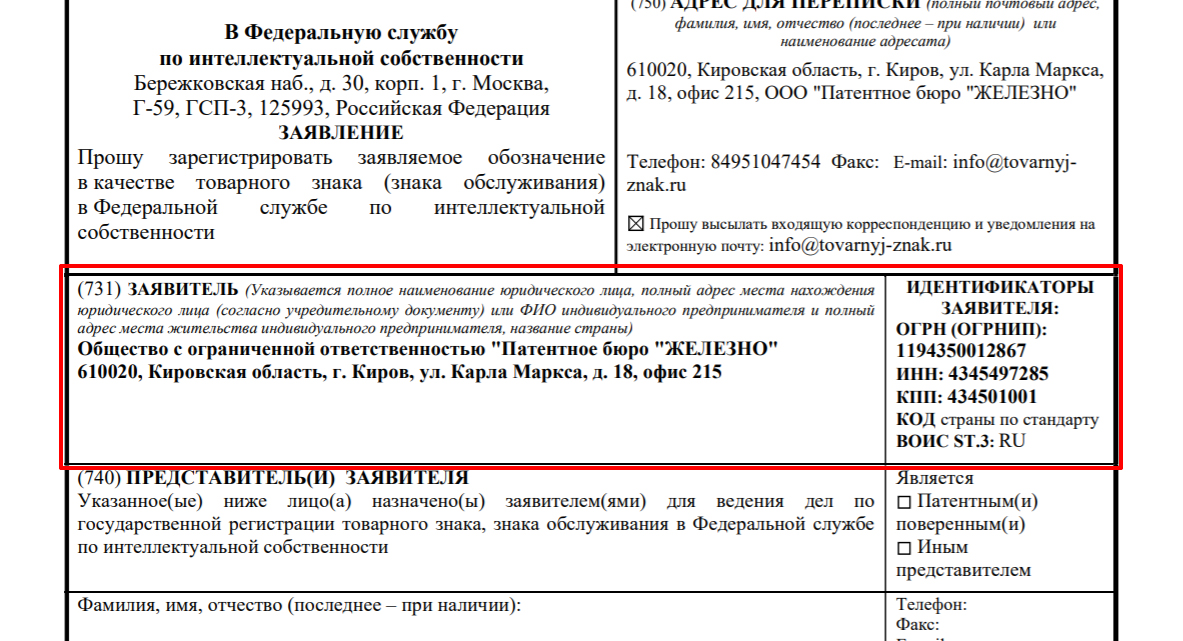 (750) АДРЕС ДЛЯ ПЕРЕПИСКИ (полный почтовый адрес,
фамилия, имя, отчество (последнее – при наличии) или
наименование адресата)
610020, Кировская область, г. Киров, ул. Карла Маркса,
д. 18, офис 215, ООО "Патентное бюро "ЖЕЛЕЗНО"
Телефон: 84951047454 Факс: E-mail: info@tovarnyj-
znak.ru
☒ Прошу высылать входящую корреспонденцию и уведомления на
электронную почту: info@tovarnyj-znak.ru
В Федеральную службу
по интеллектуальной собственности
Бережковская наб., д. 30, корп. 1, г. Москва,
Г-59, ГСП-3, 125993, Российская Федерация
ЗАЯВЛЕНИЕ
Прошу зарегистрировать заявляемое обозначение
в качестве товарного знака (знака обслуживания)
в Федеральной службе по интеллектуальной
собственности
(731) ЗАЯВИТЕЛЬ (Указывается полное наименование юридического лица, полный адрес места нахождения
юридического лица (согласно учредительному документу) или ФИО индивидуального предпринимателя и полный
адрес места жительства индивидуального предпринимателя, название страны)
Общество с ограниченной ответственностью "Патентное бюро "ЖЕЛЕЗНО"
610020, Кировская область, г. Киров, ул. Карла Маркса, д. 18, офис 215
ИДЕНТИФИКАТОРЫ
ЗАЯВИТЕЛЯ:
ОГРН (ОГРНИП):
1194350012867
ИНН: 4345497285
КПП: 434501001
КОД страны по стандарту
ВОИС ST.3: RU
(740) ПРЕДСТАВИТЕЛЬ(И) ЗАЯВИТЕЛЯ
Указанное(ые) ниже лицо(а) назначено(ы) заявителем(ями) для ведения дел по
государственной регистрации товарного знака, знака обслуживания в Федеральной службе
по интеллектуальной собственности
Является
☐ Патентным(и)
поверенным(и)
☐ Иным
представителем
Фамилия, имя, отчество (последнее – при наличии):
Телефон:
Факс: